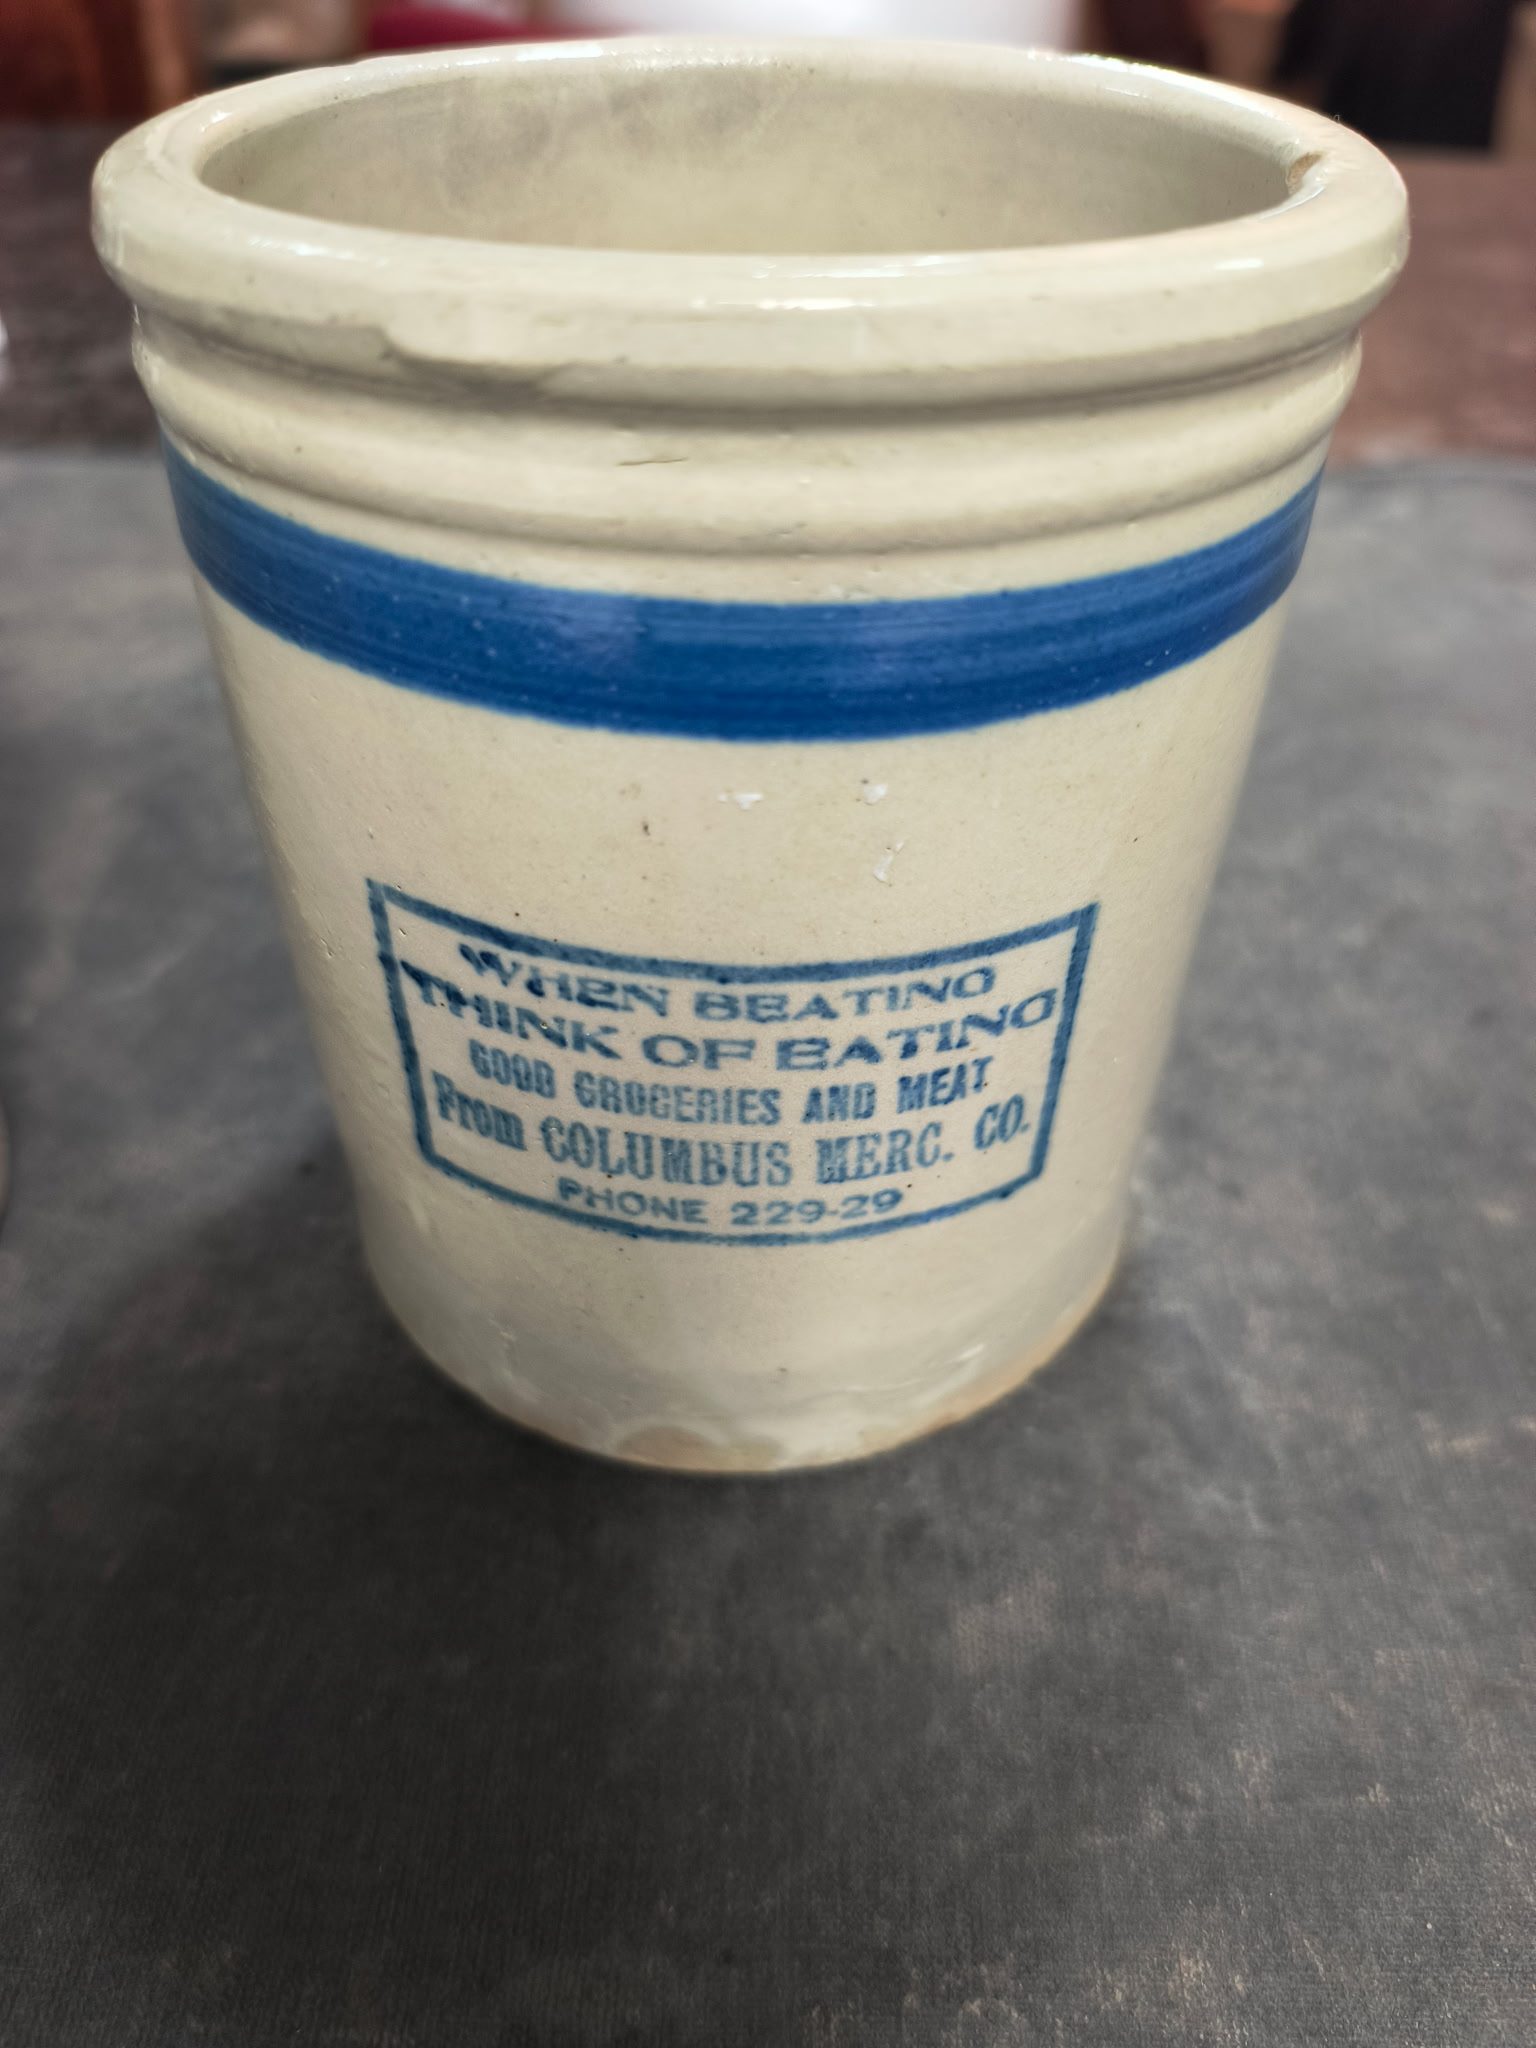 WHEN BEATING
THINK OF EATING
GOOD GROCERIES AND MEAT
From COLUMBUS MERC. CO.
PHONE 229-29